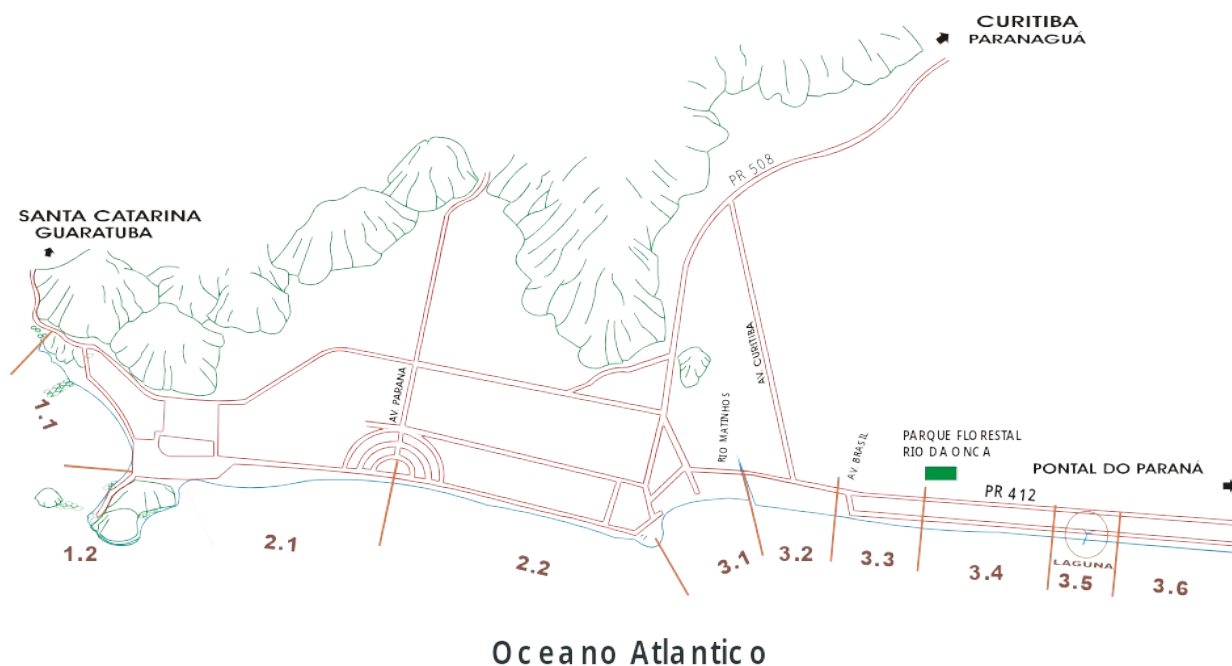 CURITIBA
PARANAGUÁ
PR 508
SANTA CATARINA
GUARATUBA
AV CURITIBA
AV PARANA
RIO MATINHOS
AV BRASIL
PARQUE FLORESTAL
RIO DA ONCA
PONTAL DO PARANÁ
PR 412
1.1
1.2
2.1
2.2
3.1
3.2
3.3
3.4
LAGUNA
3.5
3.6
Oceano Atlantico